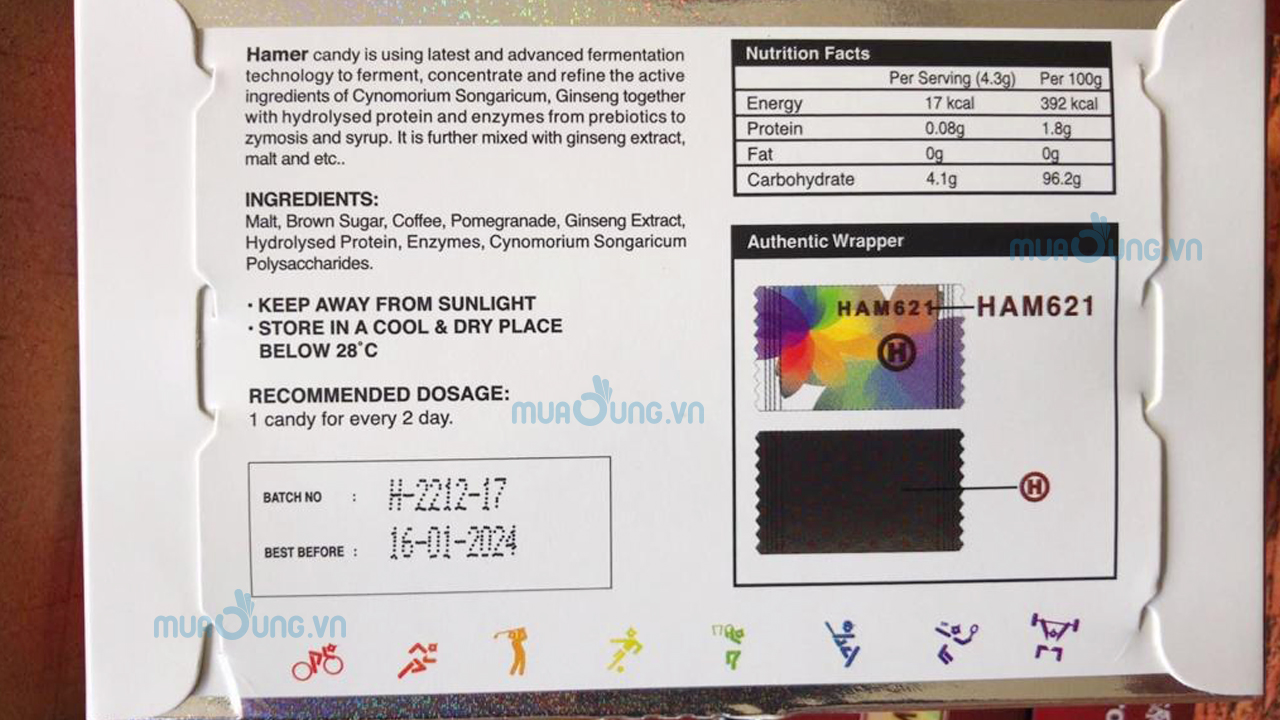 Hamer candy is using latest and advanced fermentation
technology to ferment, concentrate and refine the active
ingredients of Cynomorium Songaricum, Ginseng together
with hydrolysed protein and enzymes from prebiotics to
zymosis and syrup. It is further mixed with ginseng extract,
malt and etc..
INGREDIENTS:
Malt, Brown Sugar, Coffee, Pomegranade, Ginseng Extract,
Hydrolysed Protein, Enzymes, Cynomorium Songaricum
Polysaccharides.
· KEEP AWAY FROM SUNLIGHT
· STORE IN A COOL & DRY PLACE
BELOW 28°C
RECOMMENDED DOSAGE:
1 candy for every 2 day.
BATCH NO : H-2212-17
BEST BEFORE : 16-01-2024
Nutrition Facts
Per Serving (4.3g) Per 100g
Energy 17 kcal 392 kcal
Protein 0.08g 1.8g
Fat 0g 0g
Carbohydrate 4.1g 96.2g
Authentic Wrapper
HAM621 HAM621
H
H
muaDung.vn
muaDung.vn
muaDung.vn